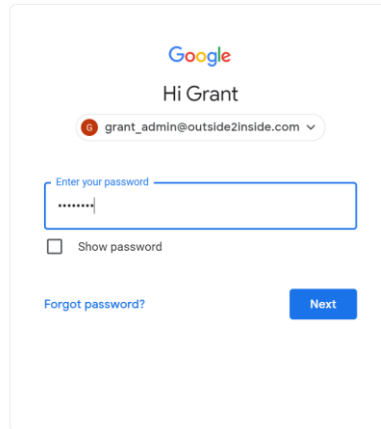 Google
Hi Grant
G grant_admin@outside2inside.com
Enter your password
••••••••
Show password
Forgot password? Next